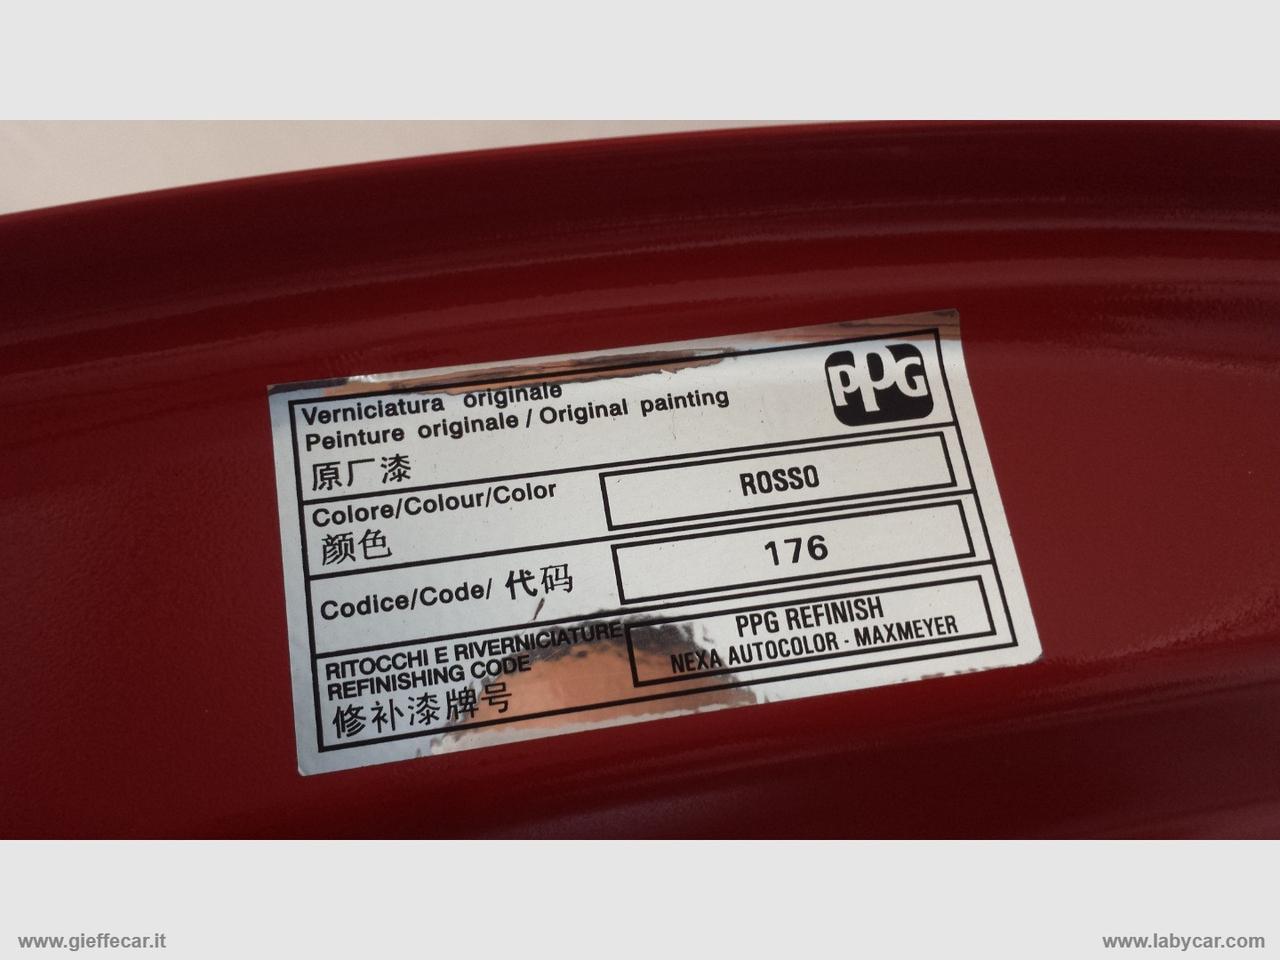 Verniciatura originale
Peinture originale / Original painting
原厂漆
PPG
Colore/Colour/Color
颜色
ROSSO
Codice/Code/ 代码
176
RITOCCHI E RIVERNICIATURE
REFINISHING CODE
修补漆牌号
PPG REFINISH
NEXA AUTOCOLOR - MAXMEYER
www.gieffecar.it
www.labycar.com